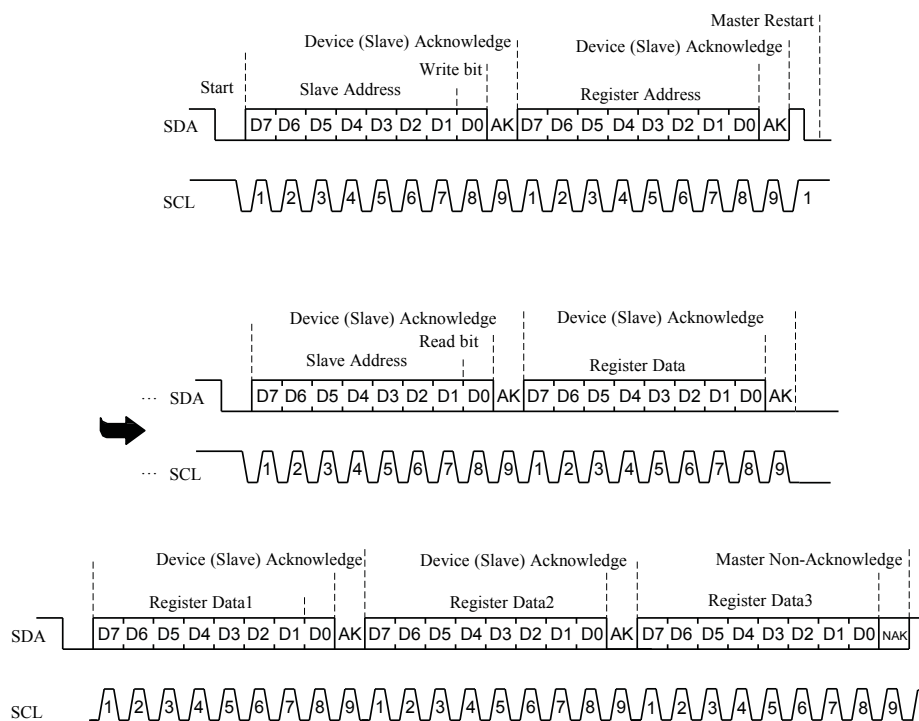 Master Restart
Device (Slave) Acknowledge Device (Slave) Acknowledge
Write bit
Start Slave Address Register Address
SDA D7 D6 D5 D4 D3 D2 D1 D0 AK D7 D6 D5 D4 D3 D2 D1 D0 AK
SCL 1 2 3 4 5 6 7 8 9 1 2 3 4 5 6 7 8 9 1
Device (Slave) Acknowledge Device (Slave) Acknowledge
Read bit
Slave Address Register Data
... SDA D7 D6 D5 D4 D3 D2 D1 D0 AK D7 D6 D5 D4 D3 D2 D1 D0 AK
... SCL 1 2 3 4 5 6 7 8 9 1 2 3 4 5 6 7 8 9
Device (Slave) Acknowledge Device (Slave) Acknowledge Master Non-Acknowledge
Register Data1 Register Data2 Register Data3
SDA D7 D6 D5 D4 D3 D2 D1 D0 AK D7 D6 D5 D4 D3 D2 D1 D0 AK D7 D6 D5 D4 D3 D2 D1 D0 NAK
SCL 1 2 3 4 5 6 7 8 9 1 2 3 4 5 6 7 8 9 1 2 3 4 5 6 7 8 9